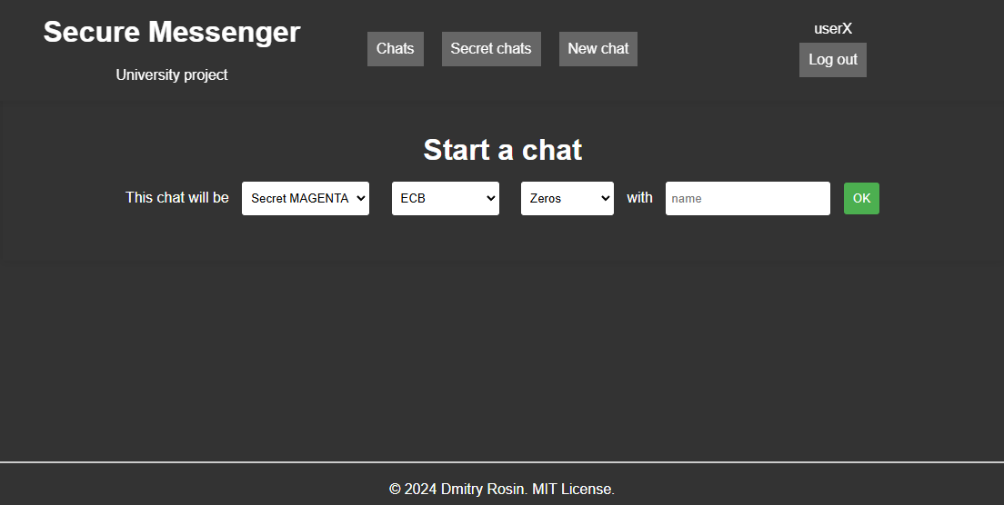 Secure Messenger
University project
Chats Secret chats New chat
userX
Log out
Start a chat
This chat will be Secret MAGENTA ECB Zeros with name OK
© 2024 Dmitry Rosin. MIT License.